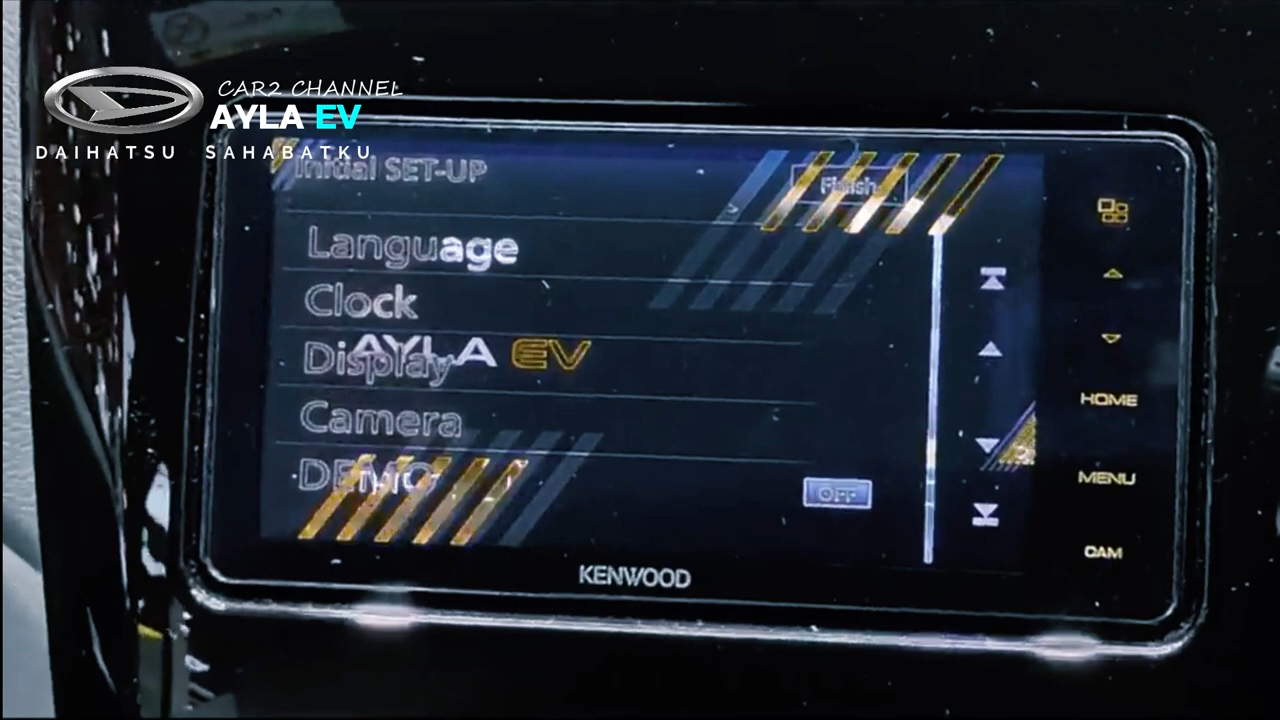 CAR2 CHANNEL
AYLA EV
DAIHATSU SAHABATKU
Initial SET-UP
Finish
Language
Clock
Display
AYLA EV
Camera
DEMO
OFF
HOME
MENU
CAM
KENWOOD